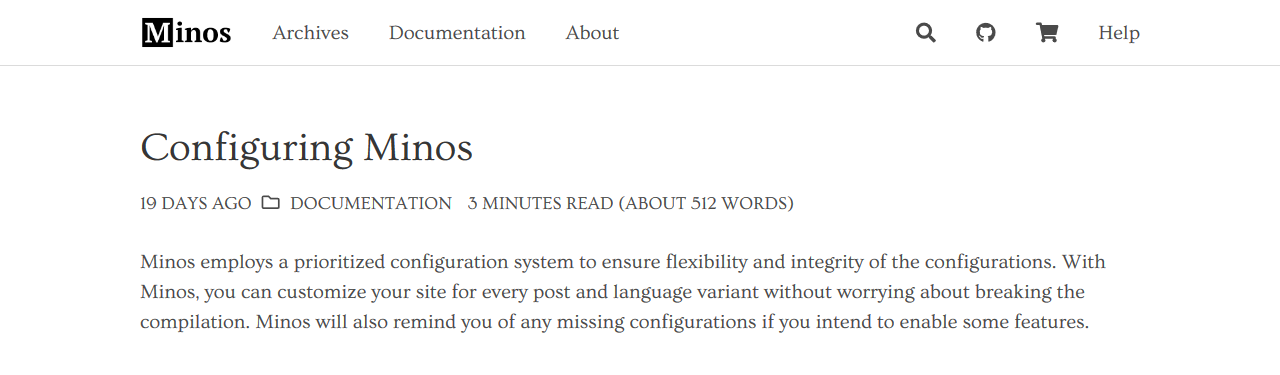 Minos Archives Documentation About Help
Configuring Minos
19 DAYS AGO DOCUMENTATION 3 MINUTES READ (ABOUT 512 WORDS)
Minos employs a prioritized configuration system to ensure flexibility and integrity of the configurations. With
Minos, you can customize your site for every post and language variant without worrying about breaking the
compilation. Minos will also remind you of any missing configurations if you intend to enable some features.